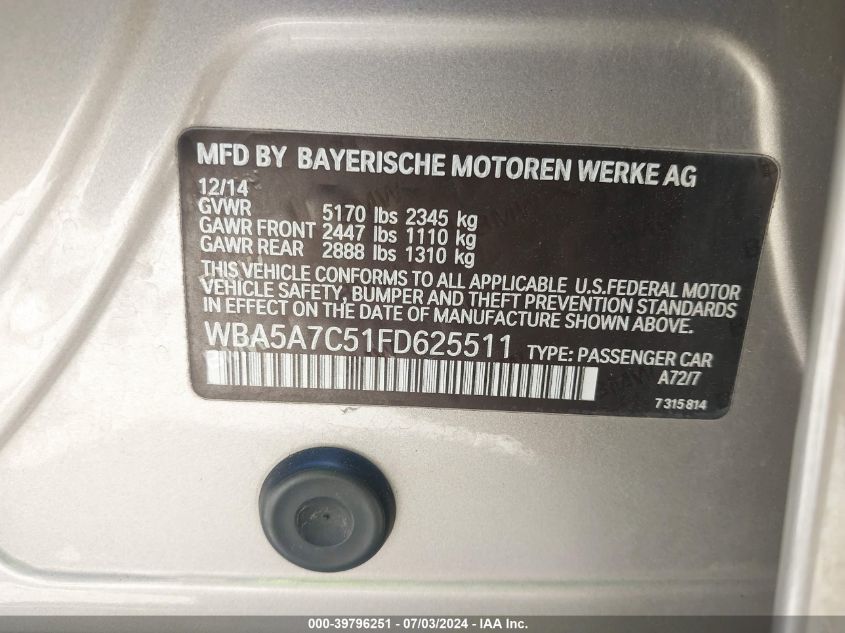 MFD BY BAYERISCHE MOTOREN WERKE AG
12/14
GVWR 5170 lbs 2345 kg
GAWR FRONT 2447 lbs 1110 kg
GAWR REAR 2888 lbs 1310 kg
THIS VEHICLE CONFORMS TO ALL APPLICABLE U.S.FEDERAL MOTOR
VEHICLE SAFETY, BUMPER AND THEFT PREVENTION STANDARDS
IN EFFECT ON THE DATE OF MANUFACTURE SHOWN ABOVE.
WBA5A7C51FD625511 TYPE: PASSENGER CAR
A72/7
7 315 814
000-39796251 - 07/03/2024 - IAA Inc.